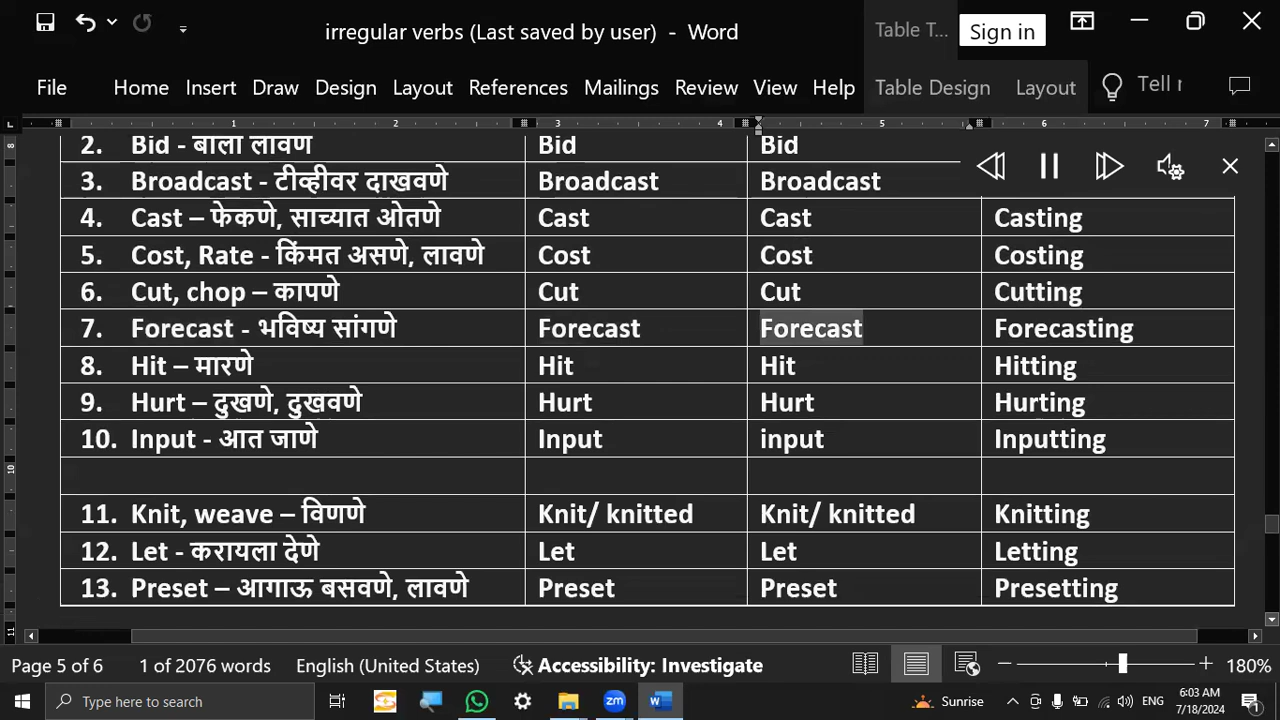 irregular verbs (Last saved by user) - Word
Table T...
Sign in
File Home Insert Draw Design Layout References Mailings Review View Help Table Design Layout Tell
1 2 3 4 5 6 7
2. Bid - बाला लावण Bid Bid
3. Broadcast - टीव्हीवर दाखवणे Broadcast Broadcast
4. Cast – फेकणे, साच्यात ओतणे Cast Cast Casting
5. Cost, Rate - किंमत असणे, लावणे Cost Cost Costing
6. Cut, chop – कापणे Cut Cut Cutting
7. Forecast - भविष्य सांगणे Forecast Forecast Forecasting
8. Hit – मारणे Hit Hit Hitting
9. Hurt – दुखणे, दुखवणे Hurt Hurt Hurting
10. Input - आत जाणे Input input Inputting
11. Knit, weave – विणणे Knit/ knitted Knit/ knitted Knitting
12. Let - करायला देणे Let Let Letting
13. Preset – आगाऊ बसवणे, लावणे Preset Preset Presetting
Page 5 of 6 1 of 2076 words English (United States) Accessibility: Investigate 180%
Type here to search Sunrise ENG 6:03 AM
7/18/2024